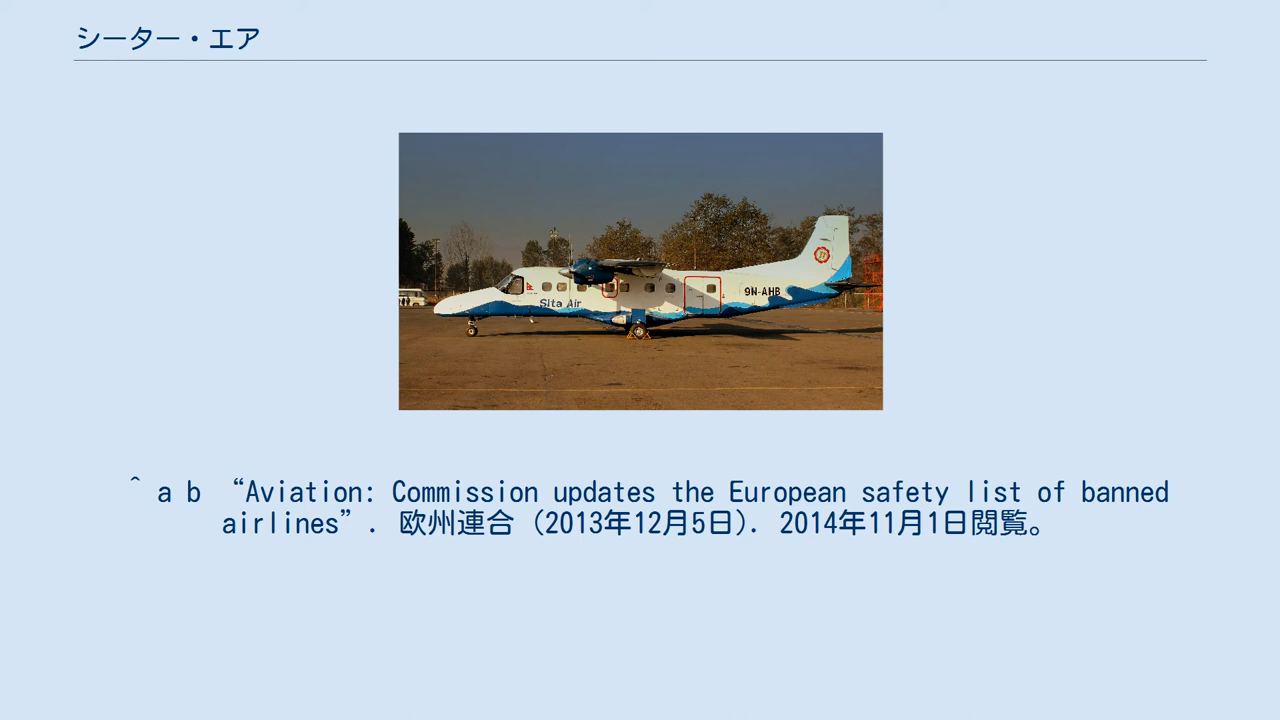 シーター・エア
Sita Air
9N-AHB
^ a b “Aviation: Commission updates the European safety list of banned
airlines”. 欧州連合 (2013年12月5日). 2014年11月1日閲覧。